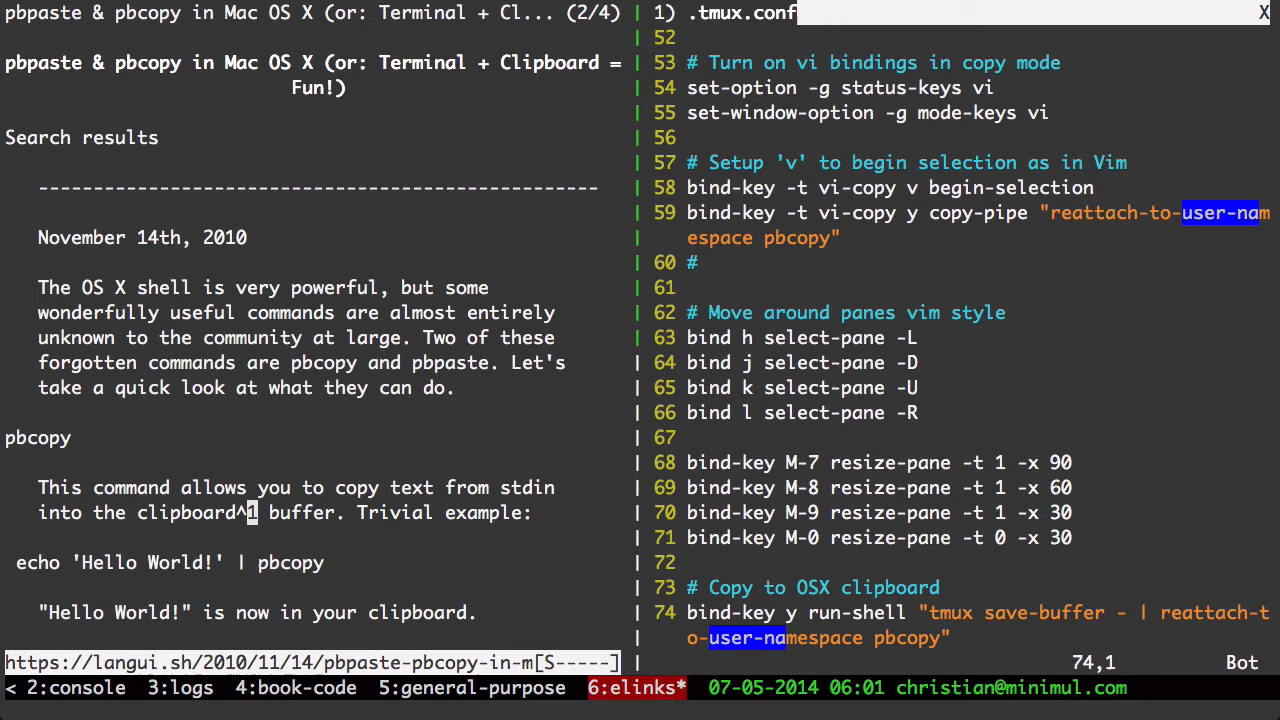 pbpaste & pbcopy in Mac OS X (or: Terminal + Cl... (2/4)
pbpaste & pbcopy in Mac OS X (or: Terminal + Clipboard =
Fun!)
Search results
--------------------------------------------------
November 14th, 2010
The OS X shell is very powerful, but some
wonderfully useful commands are almost entirely
unknown to the community at large. Two of these
forgotten commands are pbcopy and pbpaste. Let's
take a quick look at what they can do.
pbcopy
This command allows you to copy text from stdin
into the clipboard^1 buffer. Trivial example:
echo 'Hello World!' | pbcopy
"Hello World!" is now in your clipboard.
https://langui.sh/2010/11/14/pbpaste-pbcopy-in-m[S-----]
1) .tmux.conf X
52
53 # Turn on vi bindings in copy mode
54 set-option -g status-keys vi
55 set-window-option -g mode-keys vi
56
57 # Setup 'v' to begin selection as in Vim
58 bind-key -t vi-copy v begin-selection
59 bind-key -t vi-copy y copy-pipe "reattach-to-user-nam
espace pbcopy"
60 #
61
62 # Move around panes vim style
63 bind h select-pane -L
64 bind j select-pane -D
65 bind k select-pane -U
66 bind l select-pane -R
67
68 bind-key M-7 resize-pane -t 1 -x 90
69 bind-key M-8 resize-pane -t 1 -x 60
70 bind-key M-9 resize-pane -t 1 -x 30
71 bind-key M-0 resize-pane -t 0 -x 30
72
73 # Copy to OSX clipboard
74 bind-key y run-shell "tmux save-buffer - | reattach-t
o-user-namespace pbcopy"
74,1 Bot
< 2:console 3:logs 4:book-code 5:general-purpose 6:elinks* 07-05-2014 06:01 christian@minimul.com